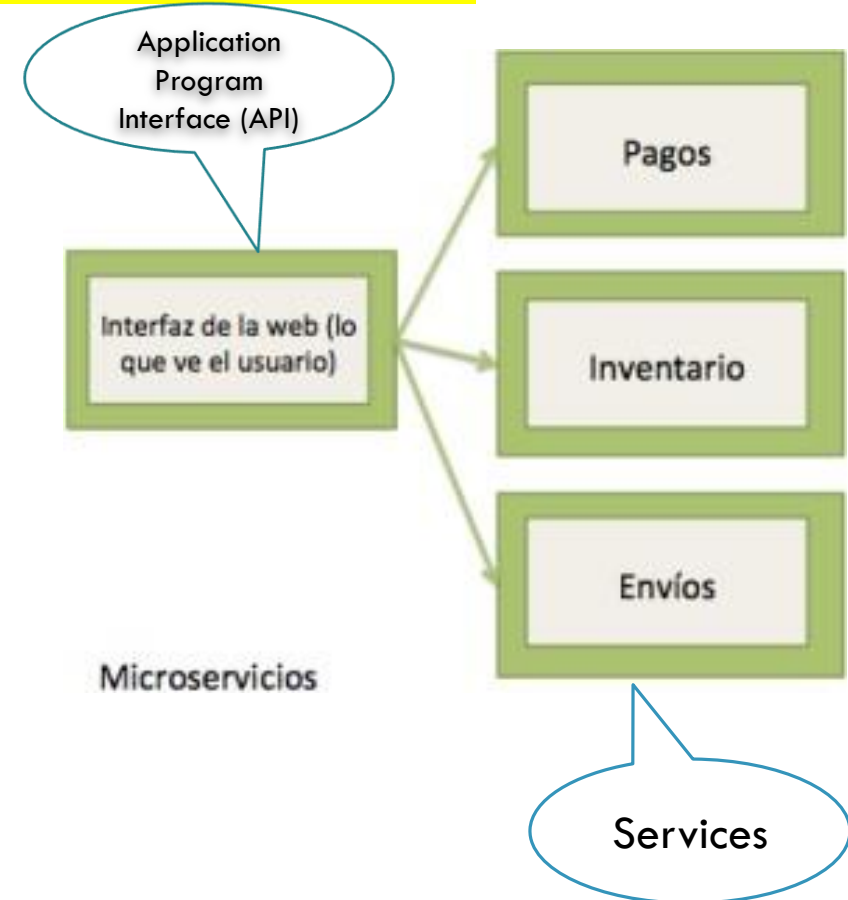 Application
Program
Interface (API)
Pagos
Interfaz de la web (lo
que ve el usuario)
Inventario
Envíos
Microservicios
Services